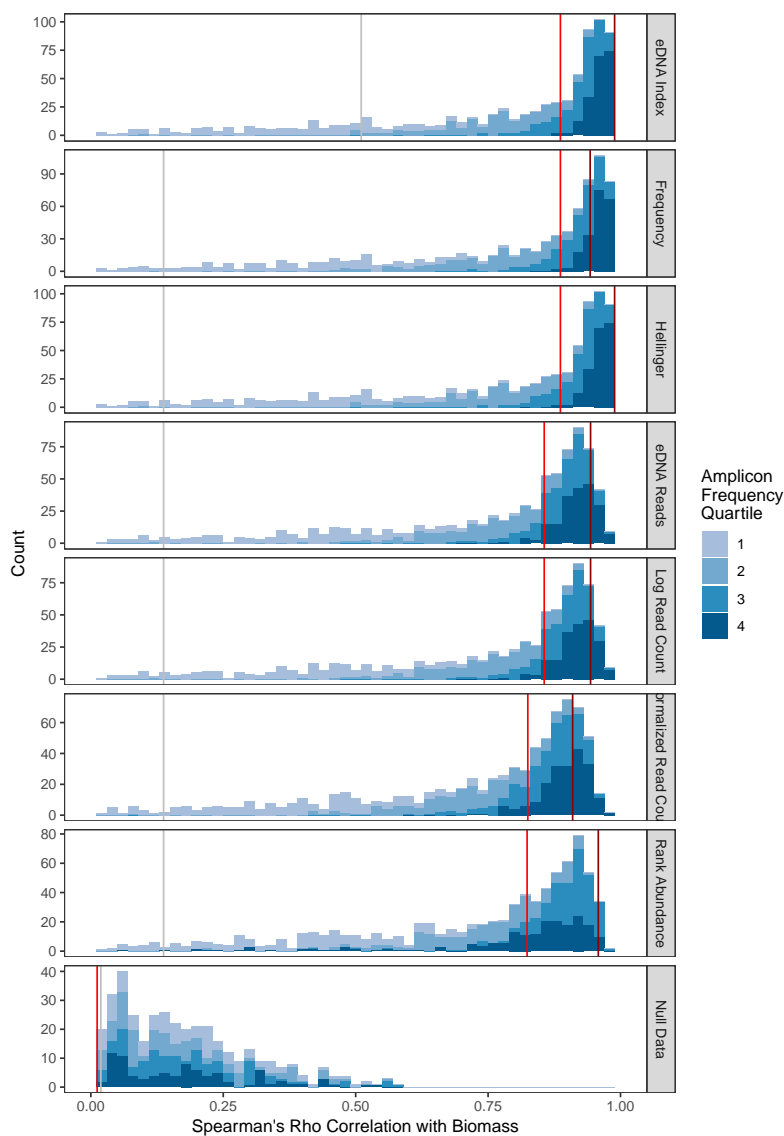 100
75
50
25
0
eDNA Index
90
60
30
0
Frequency
100
75
50
25
0
Hellinger
75
50
25
0
eDNA Reads
75
50
25
0
Log Read Count
60
40
20
0
ormalized Read Cou
80
60
40
20
0
Rank Abundance
40
30
20
10
0
Null Data
Count
0.00 0.25 0.50 0.75 1.00
Spearman's Rho Correlation with Biomass
Amplicon
Frequency
Quartile
1
2
3
4